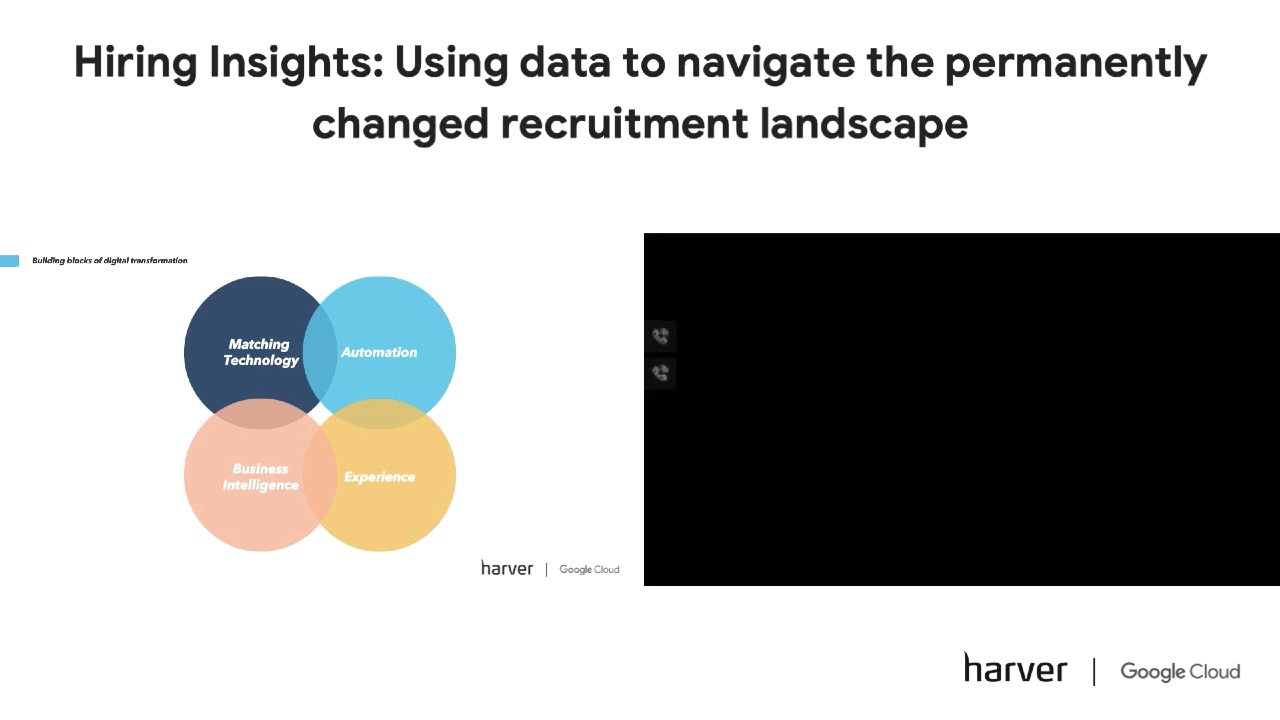 Hiring Insights: Using data to navigate the permanently
changed recruitment landscape
Building blocks of digital transformation
Matching
Technology
Automation
Business
Intelligence
Experience
harver | Google Cloud
harver | Google Cloud